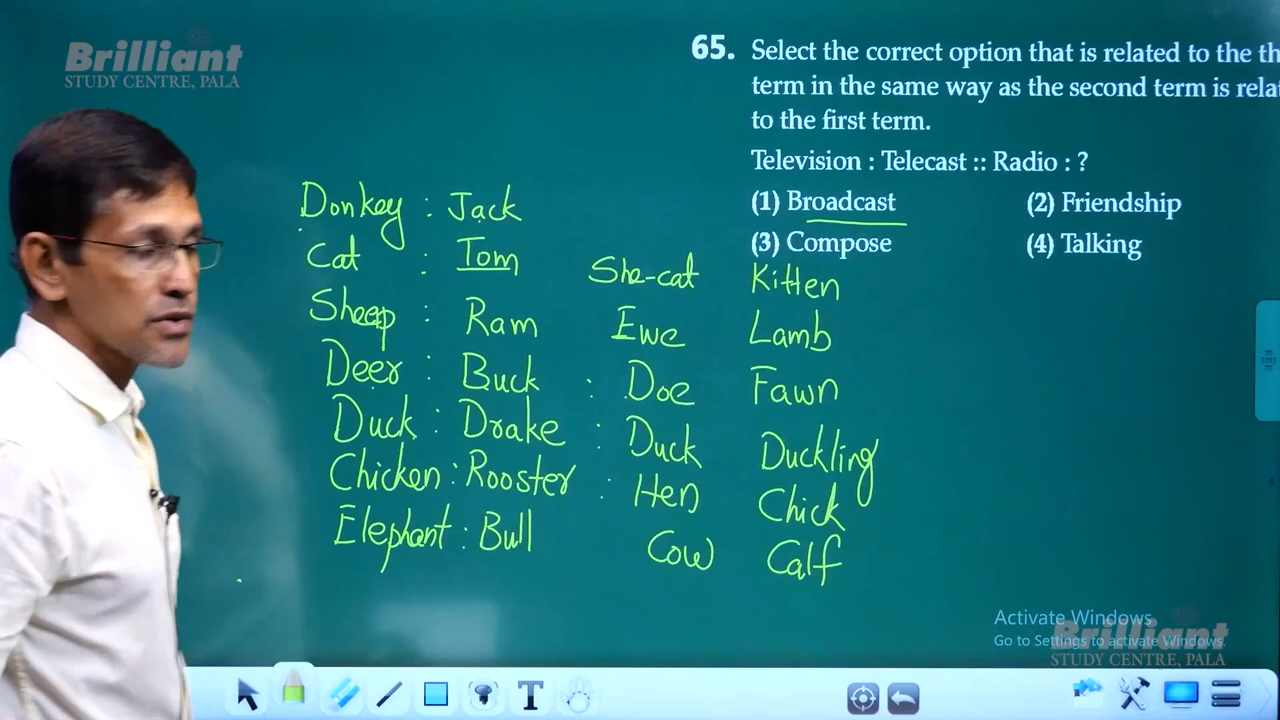 Brilliant
STUDY CENTRE, PALA
65. Select the correct option that is related to the th
term in the same way as the second term is rela
to the first term.
Television : Telecast :: Radio : ?
(1) Broadcast (2) Friendship
(3) Compose (4) Talking
Donkey : Jack
Cat : Tom She-cat Kitten
Sheep : Ram Ewe Lamb
Deer : Buck : Doe Fawn
Duck : Drake : Duck Duckling
Chicken : Rooster : Hen Chick
Elephant : Bull Cow Calf
Activate Windows
Go to Settings to activate Windows.
Brilliant
STUDY CENTRE, PALA
T